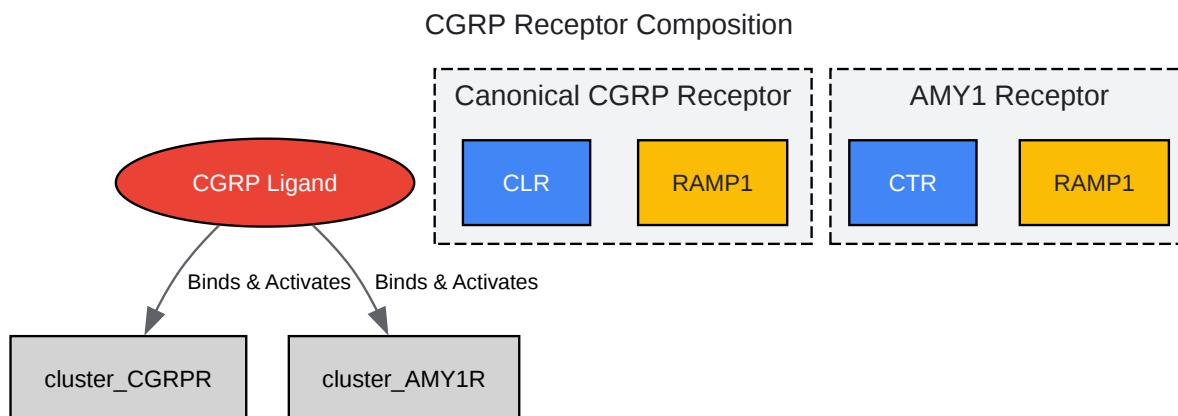 CGRP Receptor Composition
Canonical CGRP Receptor
AMY1 Receptor
CGRP Ligand
CLR
RAMP1
CTR
RAMP1
Binds & Activates
Binds & Activates
cluster_CGRPR
cluster_AMY1R